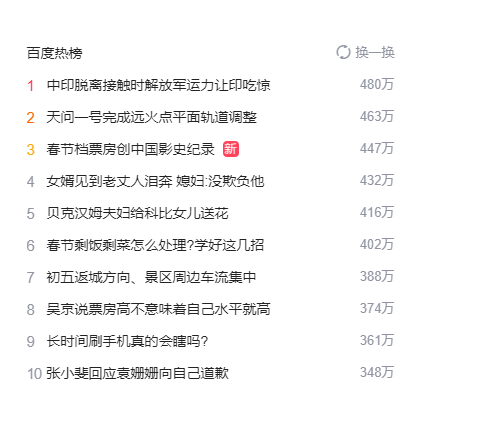 百度热榜 换一换
1 中印脱离接触时解放军运力让印吃惊 480万
2 天问一号完成远火点平面轨道调整 463万
3 春节档票房创中国影史纪录 新 447万
4 女婿见到老丈人泪奔 媳妇:没欺负他 432万
5 贝克汉姆夫妇给科比女儿送花 416万
6 春节剩饭剩菜怎么处理?学好这几招 402万
7 初五返城方向、景区周边车流集中 388万
8 吴京说票房高不意味着自己水平就高 374万
9 长时间刷手机真的会瞎吗? 361万
10 张小斐回应袁姗姗向自己道歉 348万